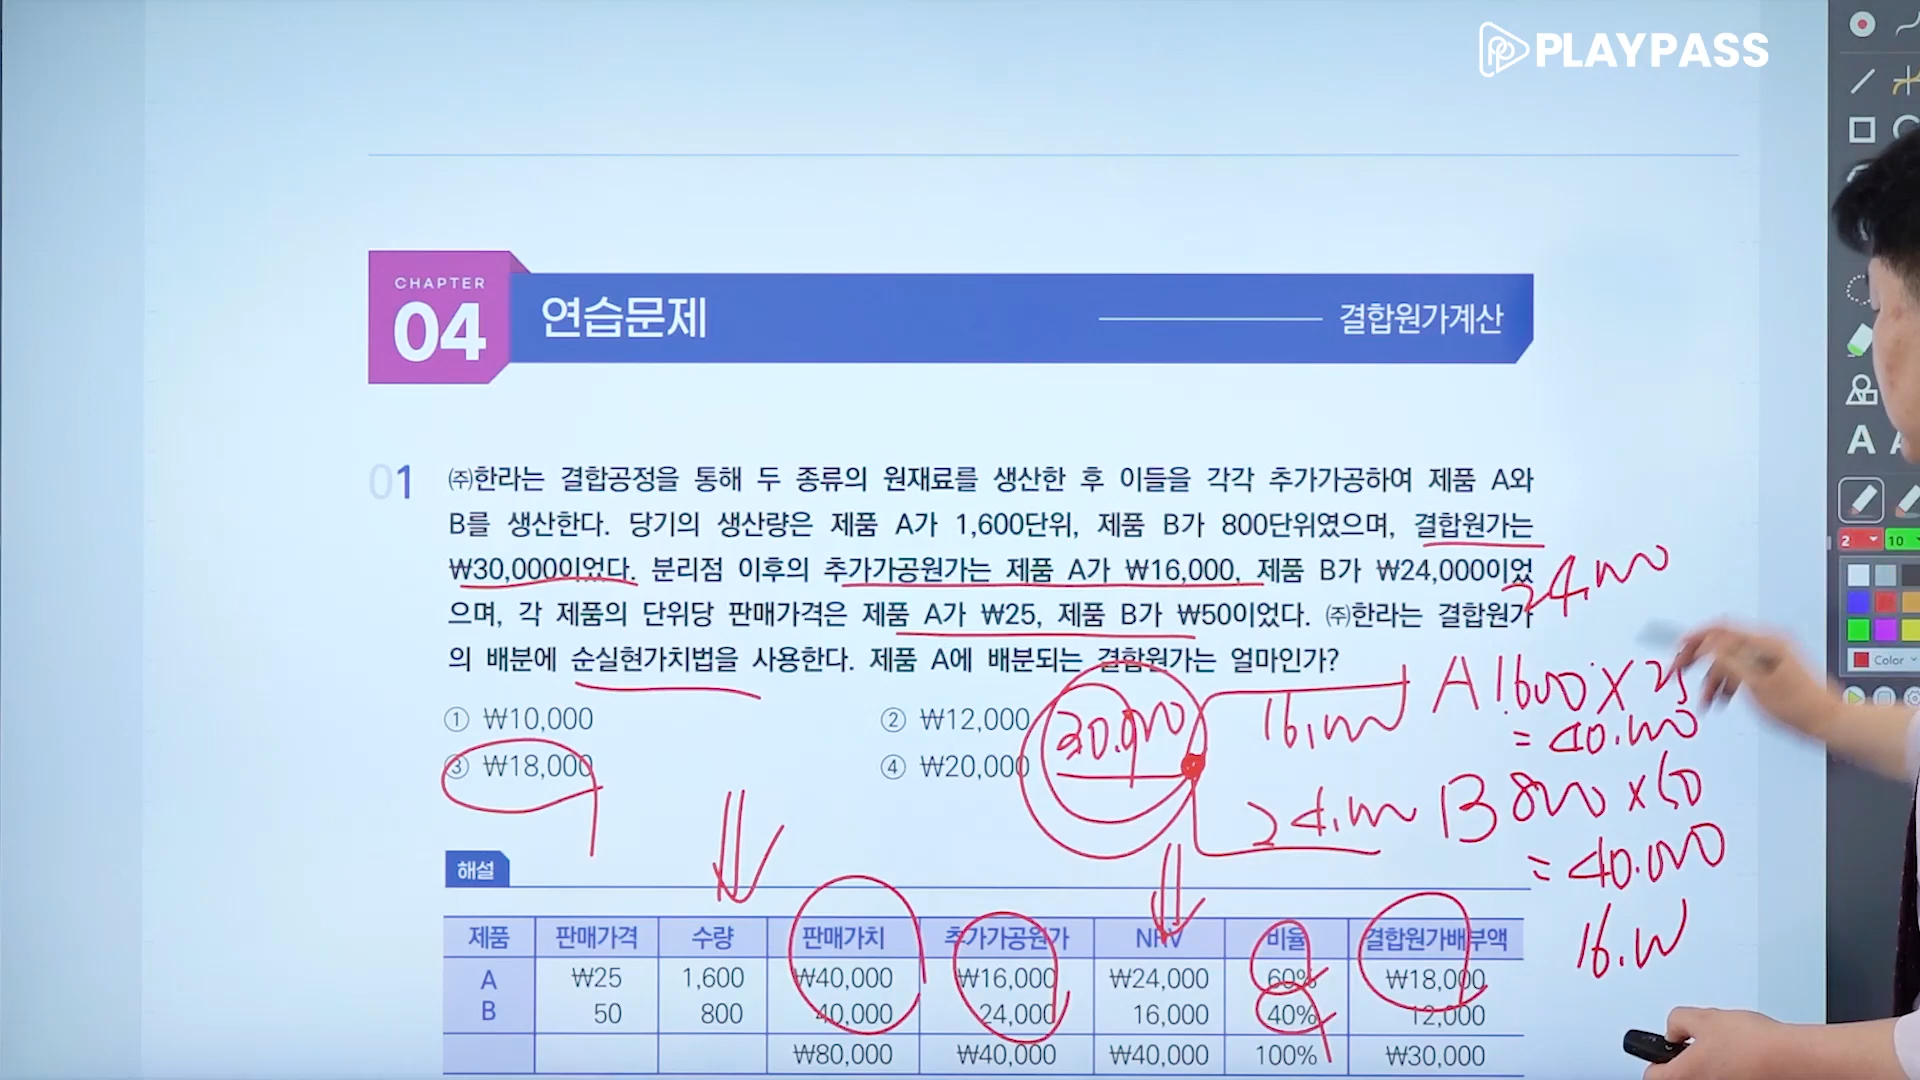 PLAYPASS
CHAPTER
04
연습문제
결합원가계산
01
㈜한라는 결합공정을 통해 두 종류의 원재료를 생산한 후 이들을 각각 추가가공하여 제품 A와
B를 생산한다. 당기의 생산량은 제품 A가 1,600단위, 제품 B가 800단위였으며, 결합원가는
₩30,000이었다. 분리점 이후의 추가가공원가는 제품 A가 ₩16,000, 제품 B가 ₩24,000이었
으며, 각 제품의 단위당 판매가격은 제품 A가 ₩25, 제품 B가 ₩50이었다. ㈜한라는 결합원가
의 배분에 순실현가치법을 사용한다. 제품 A에 배분되는 결합원가는 얼마인가?
① ₩10,000 ② ₩12,000
③ ₩18,000 ④ ₩20,000
30,000
A 1600 × 25
= 40.000
B 800 × 50
= 40.000
해설
제품 판매가격 수량 판매가치 추가가공원가 NRV 비율 결합원가배부액
A ₩25 1,600 ₩40,000 ₩16,000 ₩24,000 60% ₩18,000
B 50 800 40,000 24,000 16,000 40% 12,000
₩80,000 ₩40,000 ₩40,000 100% ₩30,000
2
10
A
Color